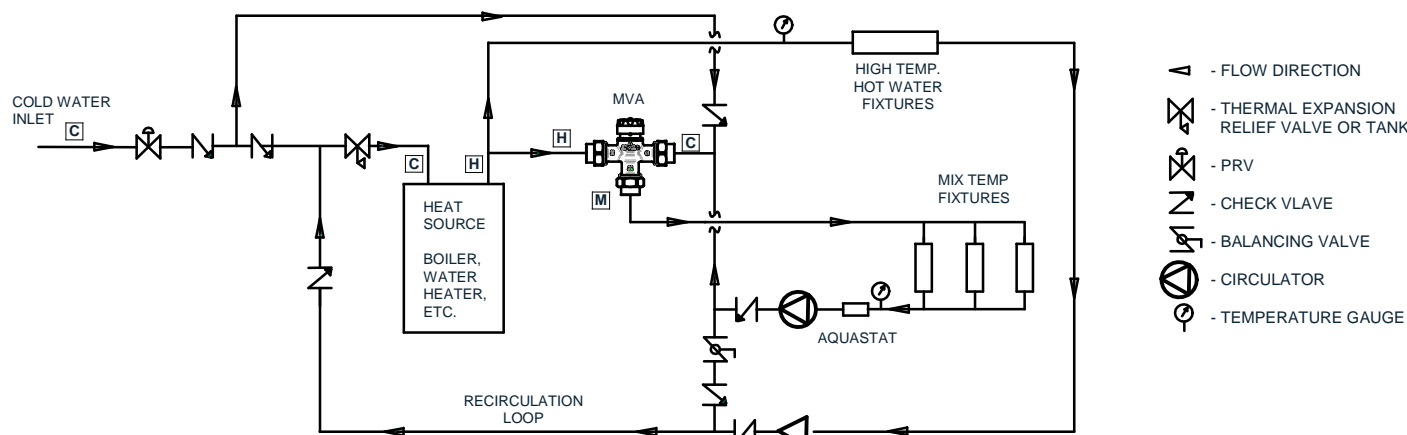 COLD WATER
INLET
C
C
H
H
MVA
C
M
HIGH TEMP.
HOT WATER
FIXTURES
MIX TEMP
FIXTURES
HEAT
SOURCE
BOILER,
WATER
HEATER,
ETC.
AQUASTAT
RECIRCULATION
LOOP
- FLOW DIRECTION
- THERMAL EXPANSION
RELIEF VALVE OR TANK
- PRV
- CHECK VLAVE
- BALANCING VALVE
- CIRCULATOR
- TEMPERATURE GAUGE